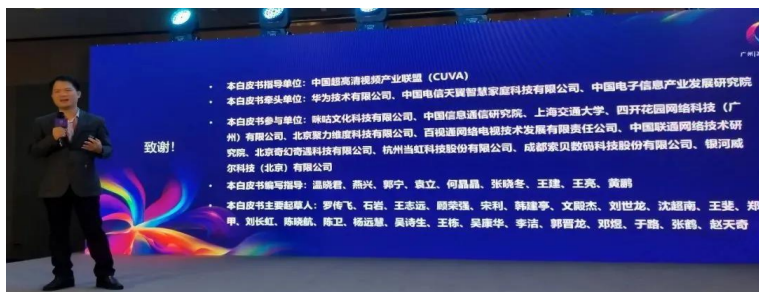 广州
本白皮书指导单位：中国超高清视频产业联盟（CUVA）
本白皮书牵头单位：华为技术有限公司、中国电信天翼智慧家庭科技有限公司、中国电子信息产业发展研究院
本白皮书参与单位：咪咕文化科技有限公司、中国信息通信研究院、上海交通大学、四开花园网络科技（广
州）有限公司、北京聚力维度科技有限公司、百视通网络电视技术发展有限责任公司、中国联通网络技术研
究院、北京奇幻奇遇科技有限公司、杭州当虹科技股份有限公司、成都索贝数码科技股份有限公司、银河威
尔科技（北京）有限公司
致谢！
本白皮书编写指导：温晓君、燕兴、郭宁、袁立、何晶晶、张晓冬、王建、王亮、黄鹂
本白皮书主要起草人：罗传飞、石岩、王志远、顾荣强、宋利、韩建亭、文殿杰、刘世龙、沈超南、王斐、郑
甲、刘长虹、陈晓航、陈卫、杨远慧、吴诗生、王栋、吴康华、李洁、郭晋龙、邓煜、于路、张鹤、赵天奇